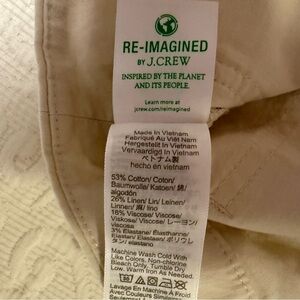 RE-IMAGINED
BY J.CREW
INSPIRED BY THE PLANET
AND ITS PEOPLE.
Learn more at
jcrew.com/reimagined
Made In Vietnam
Fabriqué Au Viêt Nam
Hergestellt In Vietnam
Vervaardigt In Vietnam
ベトナム製
hecho en vietnam
53% Cotton/ Coton/
Baumwolle/ Katoen/ 綿/
algodón
26% Linen/ Lin/ Leinen/
Linnen/ 麻/ lino
18% Viscose/ Viscose/
Viskose/ Viscose/ レーヨン/
viscosa
3% Elastane/ Élasthanne/
Elastan/ Elastaan/ ポリウレ
タン/ elastano
Machine Wash Cold With
Like Colors. Non-chlorine
Bleach Only. Tumble Dry
Low. Warm Iron As Needed.
Lavage En Machine À Froid
Avec Couleurs Similaires.